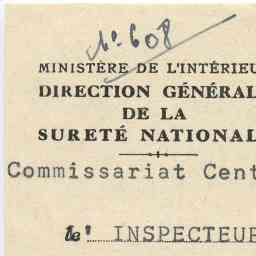 N° 608
MINISTÈRE DE L'INTÉRIEU
DIRECTION GÉNÉRAL
DE LA
SURETÉ NATIONAL
Commissariat Cent
le' INSPECTEUR